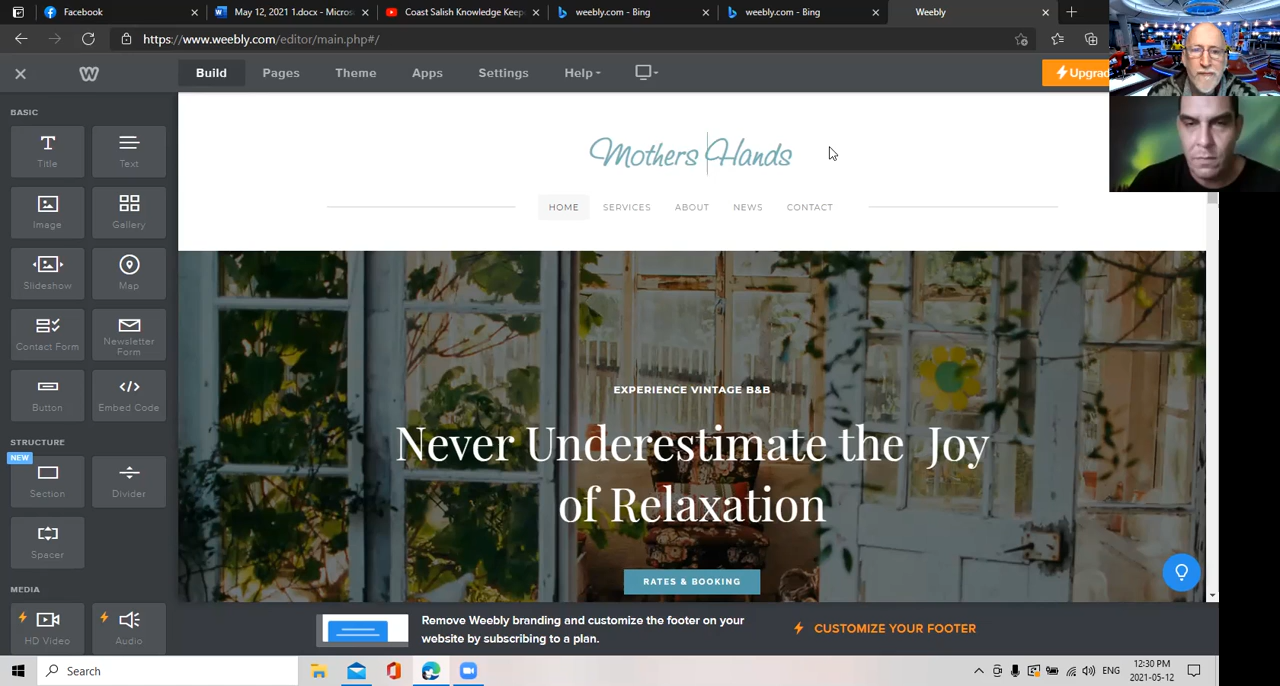 Facebook
May 12, 2021 1.docx - Micros
Coast Salish Knowledge Keep
weebly.com - Bing
weebly.com - Bing
Weebly
https://www.weebly.com/editor/main.php#/
Build
Pages
Theme
Apps
Settings
Help
Upgrad
BASIC
Title
Text
Image
Gallery
Slideshow
Map
Contact Form
Newsletter
Form
Button
Embed Code
STRUCTURE
NEW
Section
Divider
Spacer
MEDIA
HD Video
Audio
Mothers Hands
HOME
SERVICES
ABOUT
NEWS
CONTACT
EXPERIENCE VINTAGE B&B
Never Underestimate the Joy
of Relaxation
RATES & BOOKING
Remove Weebly branding and customize the footer on your
website by subscribing to a plan.
CUSTOMIZE YOUR FOOTER
Search
ENG
12:30 PM
2021-05-12